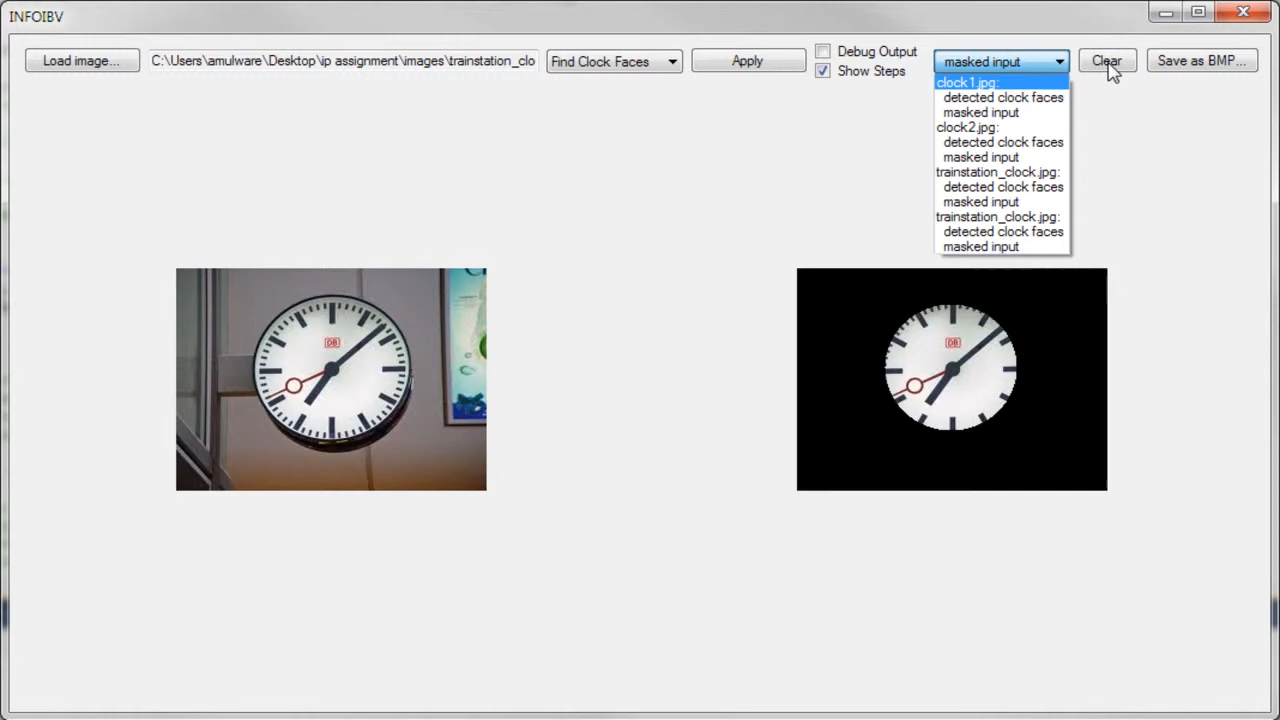 INFOIBV
Load image...
C:\Users\amulware\Desktop\ip assignment\images\trainstation_clo
Find Clock Faces
Apply
Debug Output
Show Steps
masked input
Clear
Save as BMP...
clock1.jpg:
detected clock faces
masked input
clock2.jpg:
detected clock faces
masked input
trainstation_clock.jpg:
detected clock faces
masked input
trainstation_clock.jpg:
detected clock faces
masked input
DB
DB